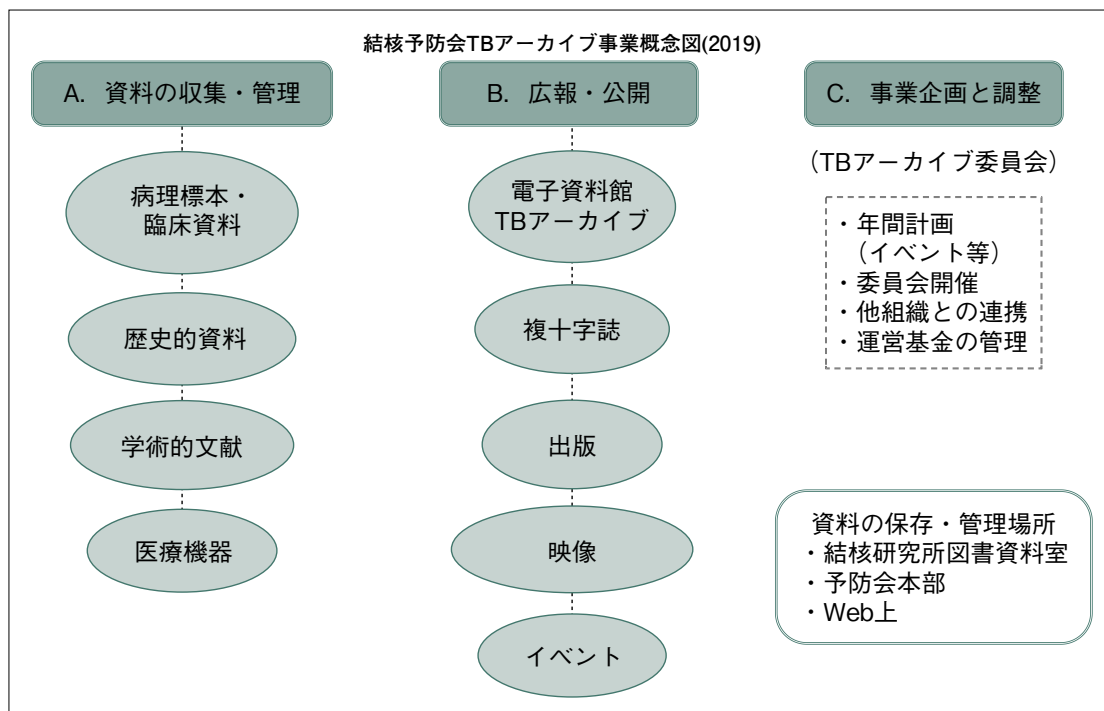 結核予防会TBアーカイブ事業概念図(2019)
A. 資料の収集・管理
病理標本・
臨床資料
歴史的資料
学術的文献
医療機器
B. 広報・公開
電子資料館
TBアーカイブ
複十字誌
出版
映像
イベント
C. 事業企画と調整
（TBアーカイブ委員会）
・年間計画
（イベント等）
・委員会開催
・他組織との連携
・運営基金の管理
資料の保存・管理場所
・結核研究所図書資料室
・予防会本部
・Web上